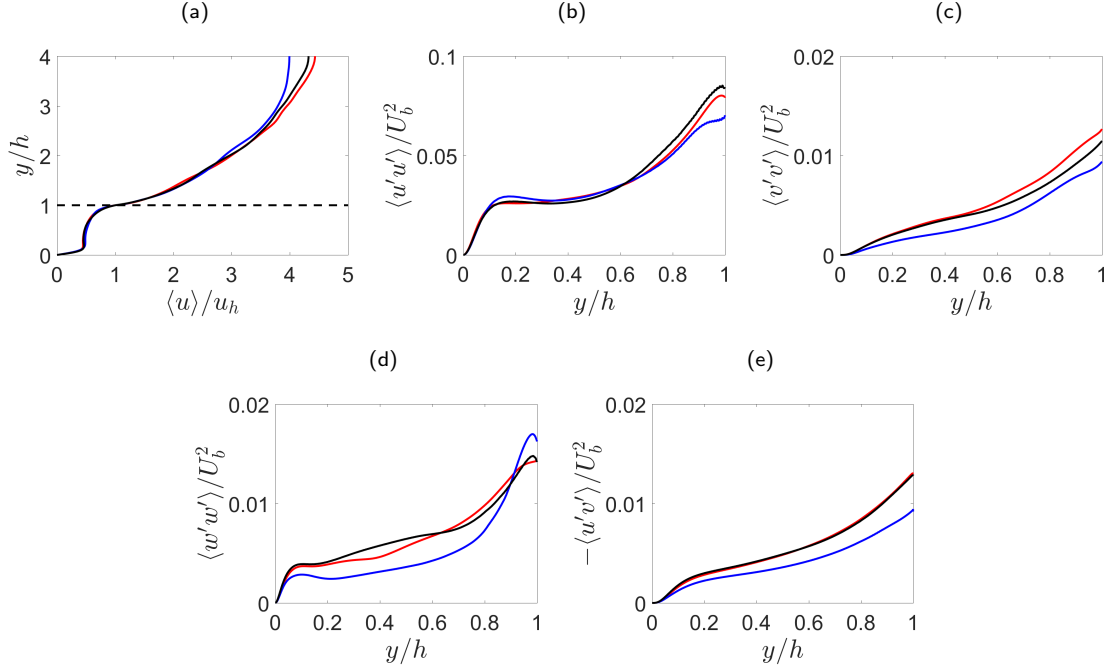 (a)
(b)
(c)
4
3
2
1
0
y/h
0 1 2 3 4 5
⟨u⟩/u_h
0.1
0.05
0
⟨u′u′⟩/U_b^2
0 0.2 0.4 0.6 0.8 1
y/h
0.02
0.01
0
⟨v′v′⟩/U_b^2
0 0.2 0.4 0.6 0.8 1
y/h
(d)
(e)
0.02
0.01
0
⟨w′w′⟩/U_b^2
0 0.2 0.4 0.6 0.8 1
y/h
0.02
0.01
0
−⟨u′v′⟩/U_b^2
0 0.2 0.4 0.6 0.8 1
y/h